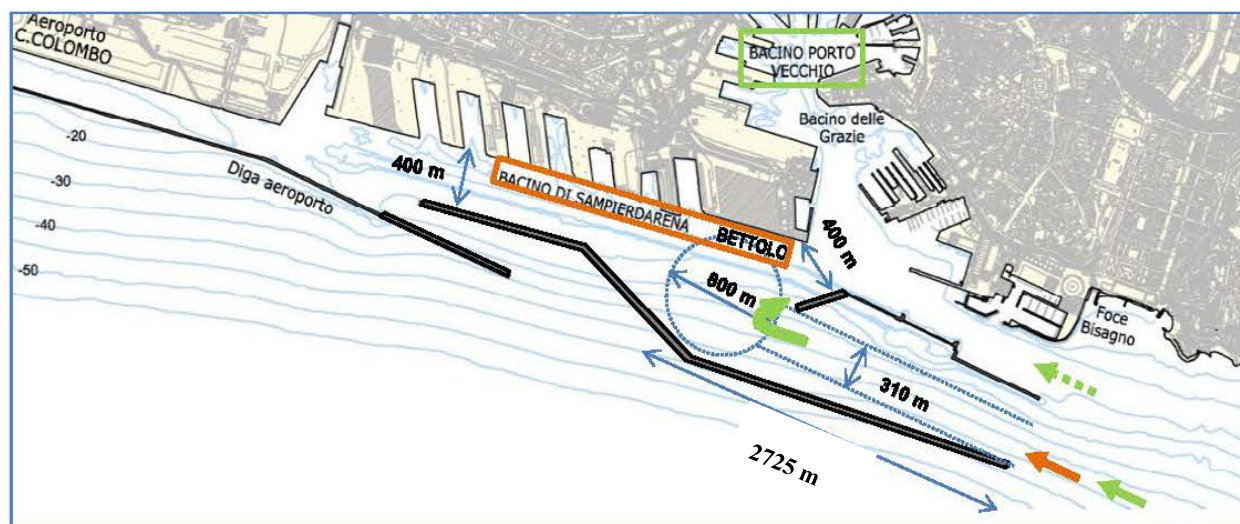 Aeroporto
C.COLOMBO
BACINO PORTO
VECCHIO
Bacino delle
Grazie
-20
-30
-40
-50
Diga aeroporto
400 m
BACINO DI SAMPIERDARENA
BETTOLO
400 m
800 m
310 m
Foce
Bisagno
2725 m